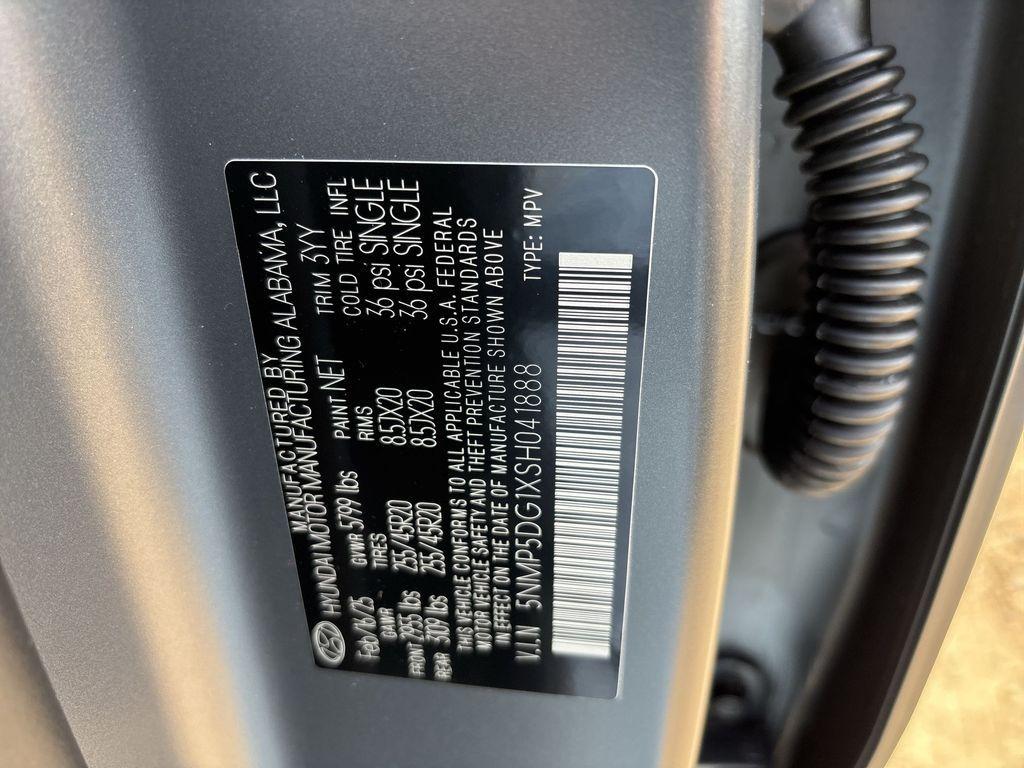 MANUFACTURED BY
HYUNDAI MOTOR MANUFACTURING ALABAMA, LLC
Feb/16/25 GVWR 5799 lbs PAINT NET TRIM 3YY
GAWR TIRES RIMS COLD TIRE INFL
FRONT 2955 lbs 255/45R20 8.5JX20 36 psi SINGLE
REAR 3089 lbs 255/45R20 8.5JX20 36 psi SINGLE
THIS VEHICLE CONFORMS TO ALL APPLICABLE U.S.A. FEDERAL
MOTOR VEHICLE SAFETY AND THEFT PREVENTION STANDARDS
IN EFFECT ON THE DATE OF MANUFACTURE SHOWN ABOVE
V.I.N 5NMP5DG1XSH041888 TYPE: MPV